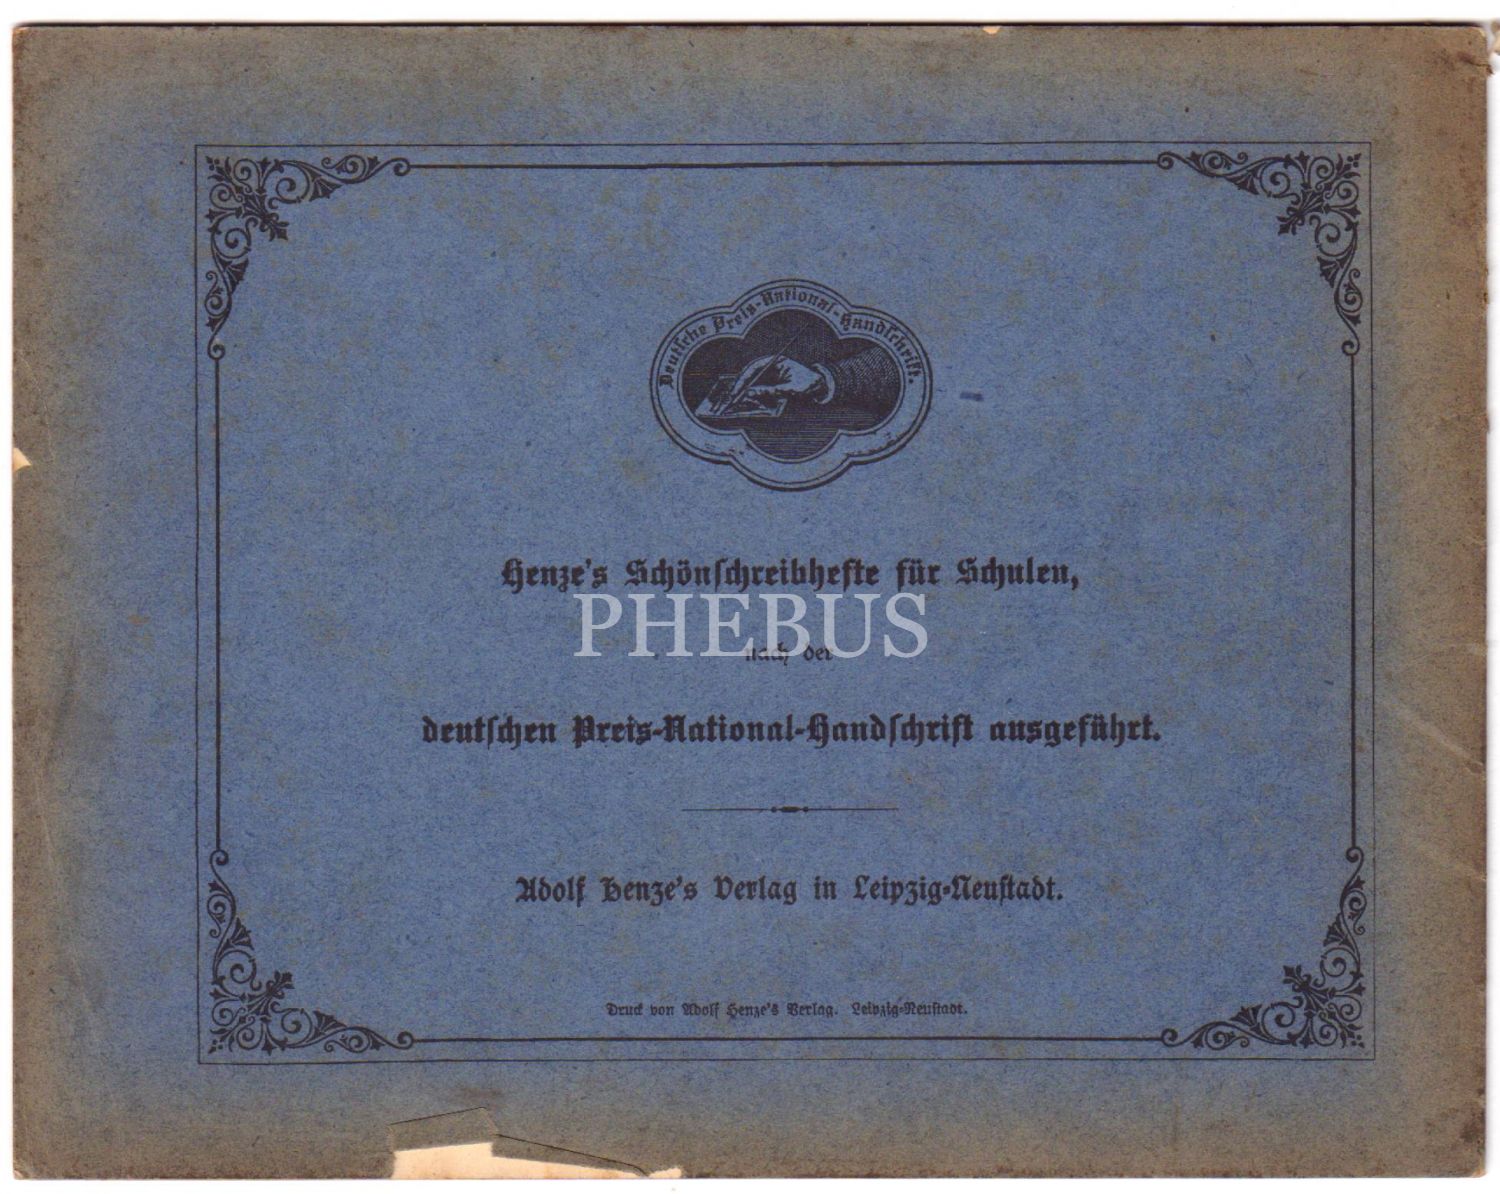 Deutsche Preis-National-Handschrift.
Henze's Schönschreibhefte für Schulen,
PHEBUS
nach der
deutschen Preis-National-Handschrift ausgeführt.
Adolf Henze's Verlag in Leipzig-Neustadt.
Druck von Adolf Henze's Verlag. Leipzig-Neustadt.